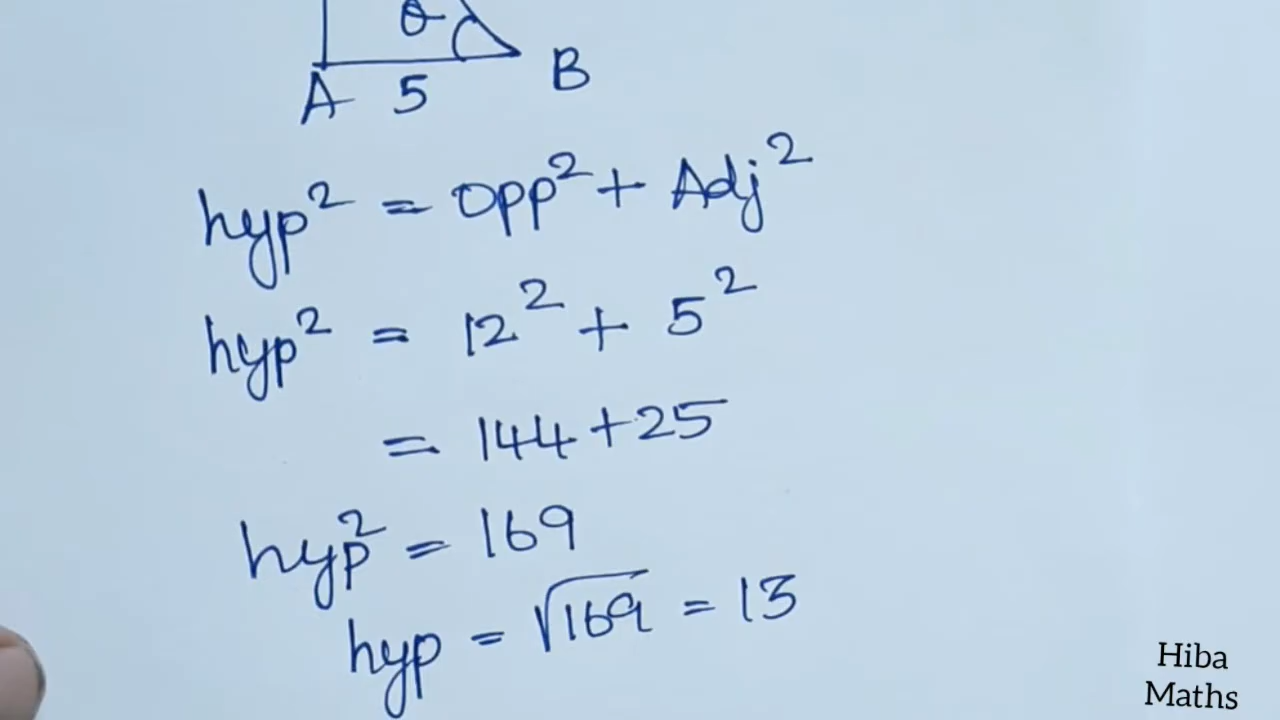 θ
A 5 B
hyp² = opp² + Adj²
hyp² = 12² + 5²
= 144 + 25
hyp² = 169
hyp = √169 = 13
Hiba
Maths